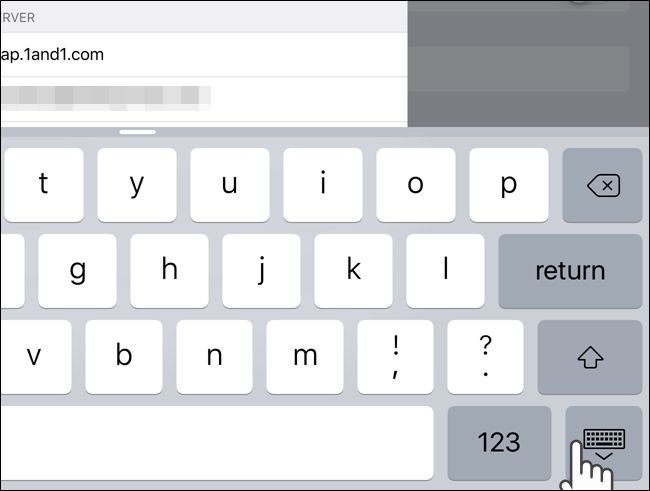 RVER
ap.1and1.com
t y u i o p
g h j k l return
v b n m ! , ? .
123